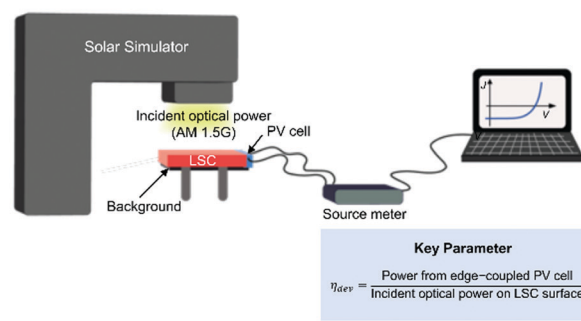 Solar Simulator
Incident optical power
(AM 1.5G)
PV cell
LSC
Background
Source meter
J
V
Key Parameter
η_dev = Power from edge−coupled PV cell
Incident optical power on LSC surface